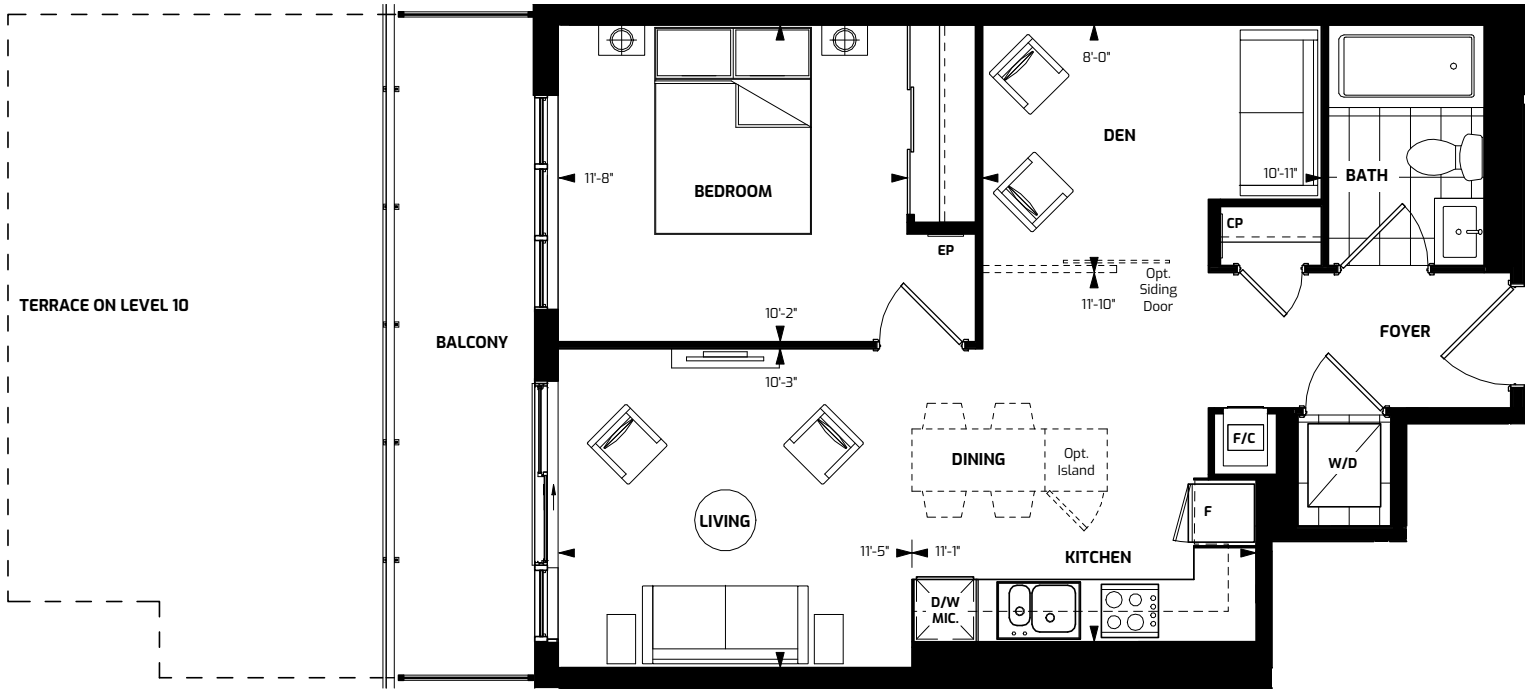 8'-0"
DEN
11'-8"
BEDROOM
10'-11"
BATH
CP
EP
Opt.
Siding
Door
11'-10"
TERRACE ON LEVEL 10
BALCONY
10'-2"
FOYER
10'-3"
F/C
W/D
DINING
Opt.
Island
LIVING
F
11'-5"
11'-1"
KITCHEN
D/W
MIC.